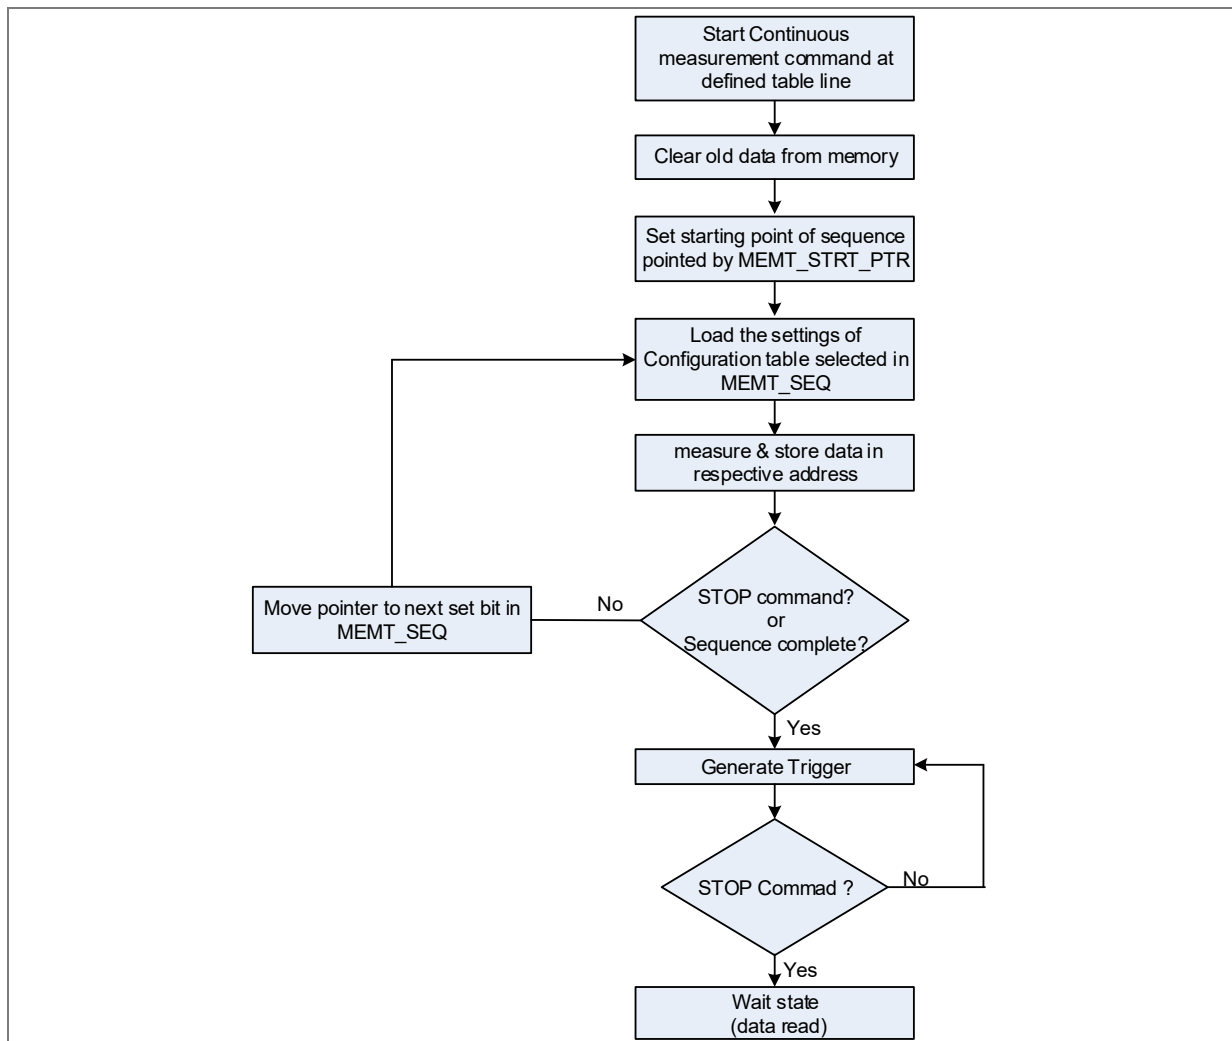 Start Continuous
measurement command at
defined table line
Clear old data from memory
Set starting point of sequence
pointed by MEMT_STRT_PTR
Load the settings of
Configuration table selected in
MEMT_SEQ
measure & store data in
respective address
STOP command?
or
Sequence complete?
No
Move pointer to next set bit in
MEMT_SEQ
Yes
Generate Trigger
STOP Commad ?
No
Yes
Wait state
(data read)